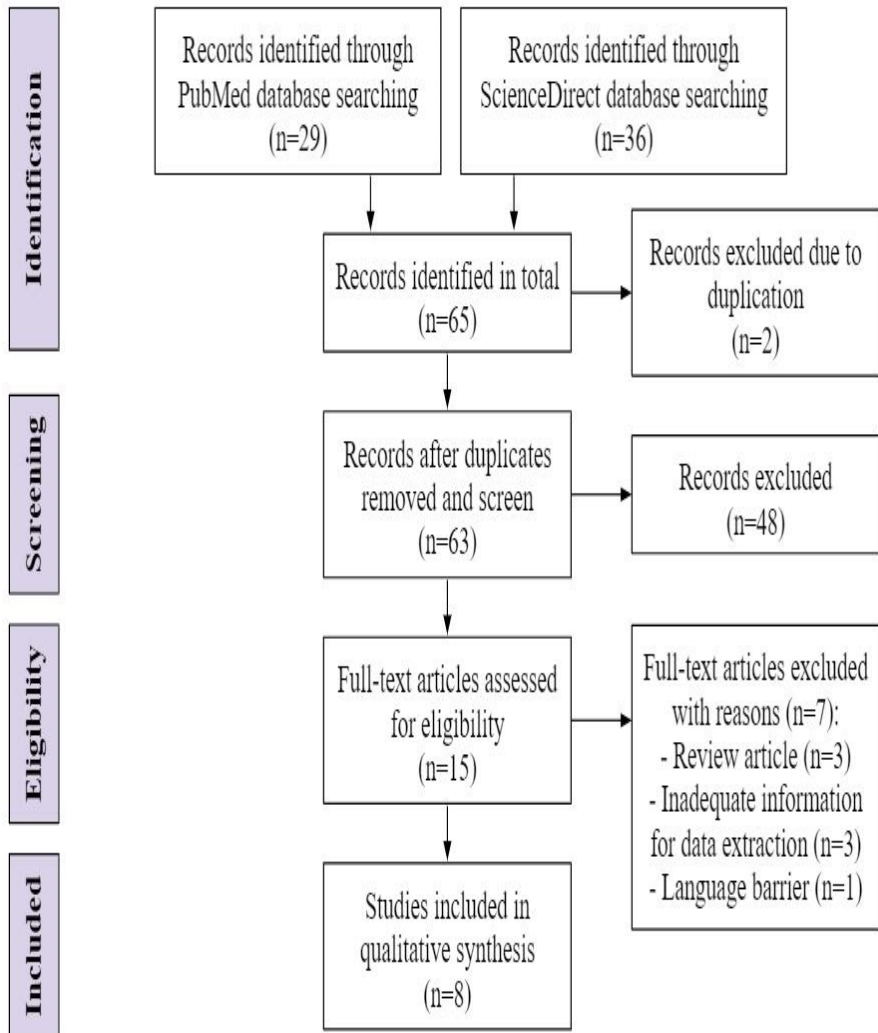 Identification
Records identified through
PubMed database searching
(n=29)
Records identified through
ScienceDirect database searching
(n=36)
Records identified in total
(n=65)
Records excluded due to
duplication
(n=2)
Screening
Records after duplicates
removed and screen
(n=63)
Records excluded
(n=48)
Eligibility
Full-text articles assessed
for eligibility
(n=15)
Full-text articles excluded
with reasons (n=7):
- Review article (n=3)
- Inadequate information
for data extraction (n=3)
- Language barrier (n=1)
Included
Studies included in
qualitative synthesis
(n=8)